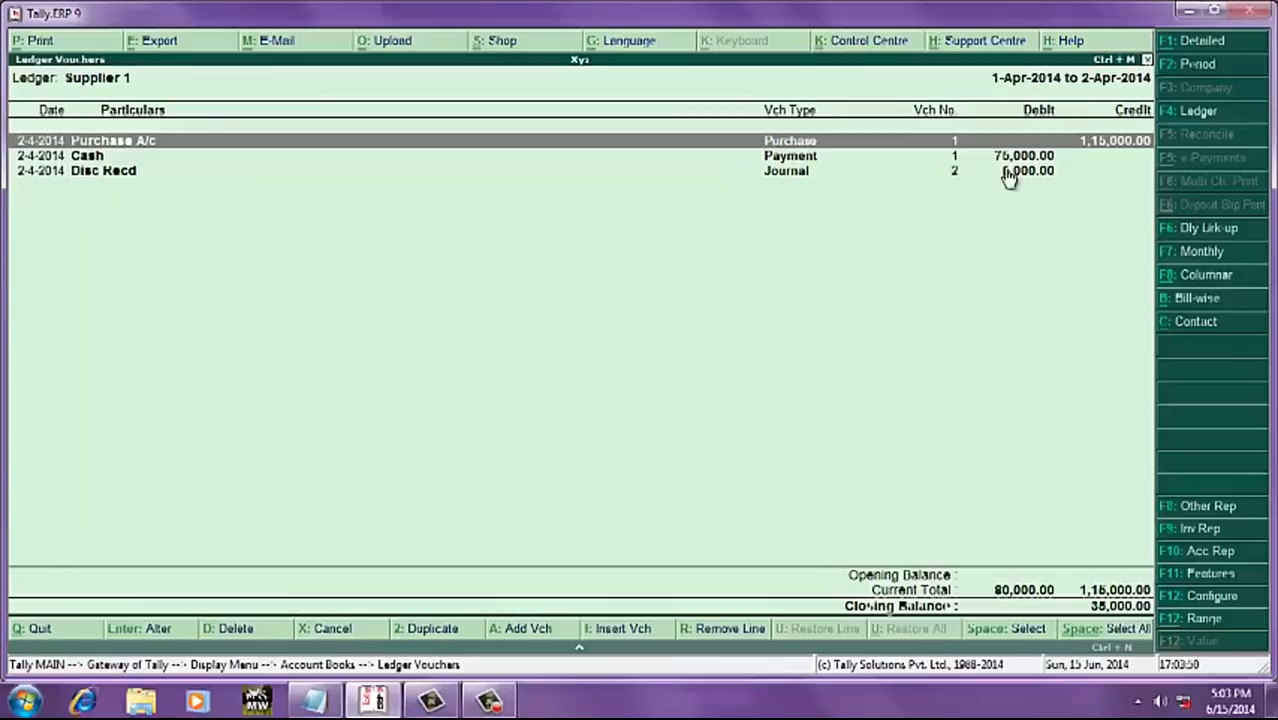 Tally.ERP 9
P: Print E: Export M: E-Mail O: Upload S: Shop G: Language K: Keyboard K: Control Centre H: Support Centre H: Help
Ledger Vouchers Xyz Ctrl + M
Ledger: Supplier 1 1-Apr-2014 to 2-Apr-2014
Date Particulars Vch Type Vch No. Debit Credit
2-4-2014 Purchase A/c Purchase 1 1,15,000.00
2-4-2014 Cash Payment 1 75,000.00
2-4-2014 Disc Recd Journal 2 5,000.00
Opening Balance :
Current Total : 80,000.00 1,15,000.00
Closing Balance : 35,000.00
Q: Quit Enter: Alter D: Delete X: Cancel 2: Duplicate A: Add Vch I: Insert Vch R: Remove Line U: Restore Line U: Restore All Space: Select Space: Select All
Ctrl + N
Tally MAIN --> Gateway of Tally --> Display Menu --> Account Books --> Ledger Vouchers (c) Tally Solutions Pvt. Ltd., 1988-2014 Sun, 15 Jun, 2014 17:03:50
F1: Detailed
F2: Period
F3: Company
F4: Ledger
F5: Reconcile
F5: e-Payments
F6: Multi Ch. Print
F6: Deposit Slip Print
F6: Dly Brk-up
F7: Monthly
F8: Columnar
B: Bill-wise
C: Contact
F8: Other Rep
F9: Inv Rep
F10: Acc Rep
F11: Features
F12: Configure
F12: Range
F12: Value
MW
5:03 PM
6/15/2014